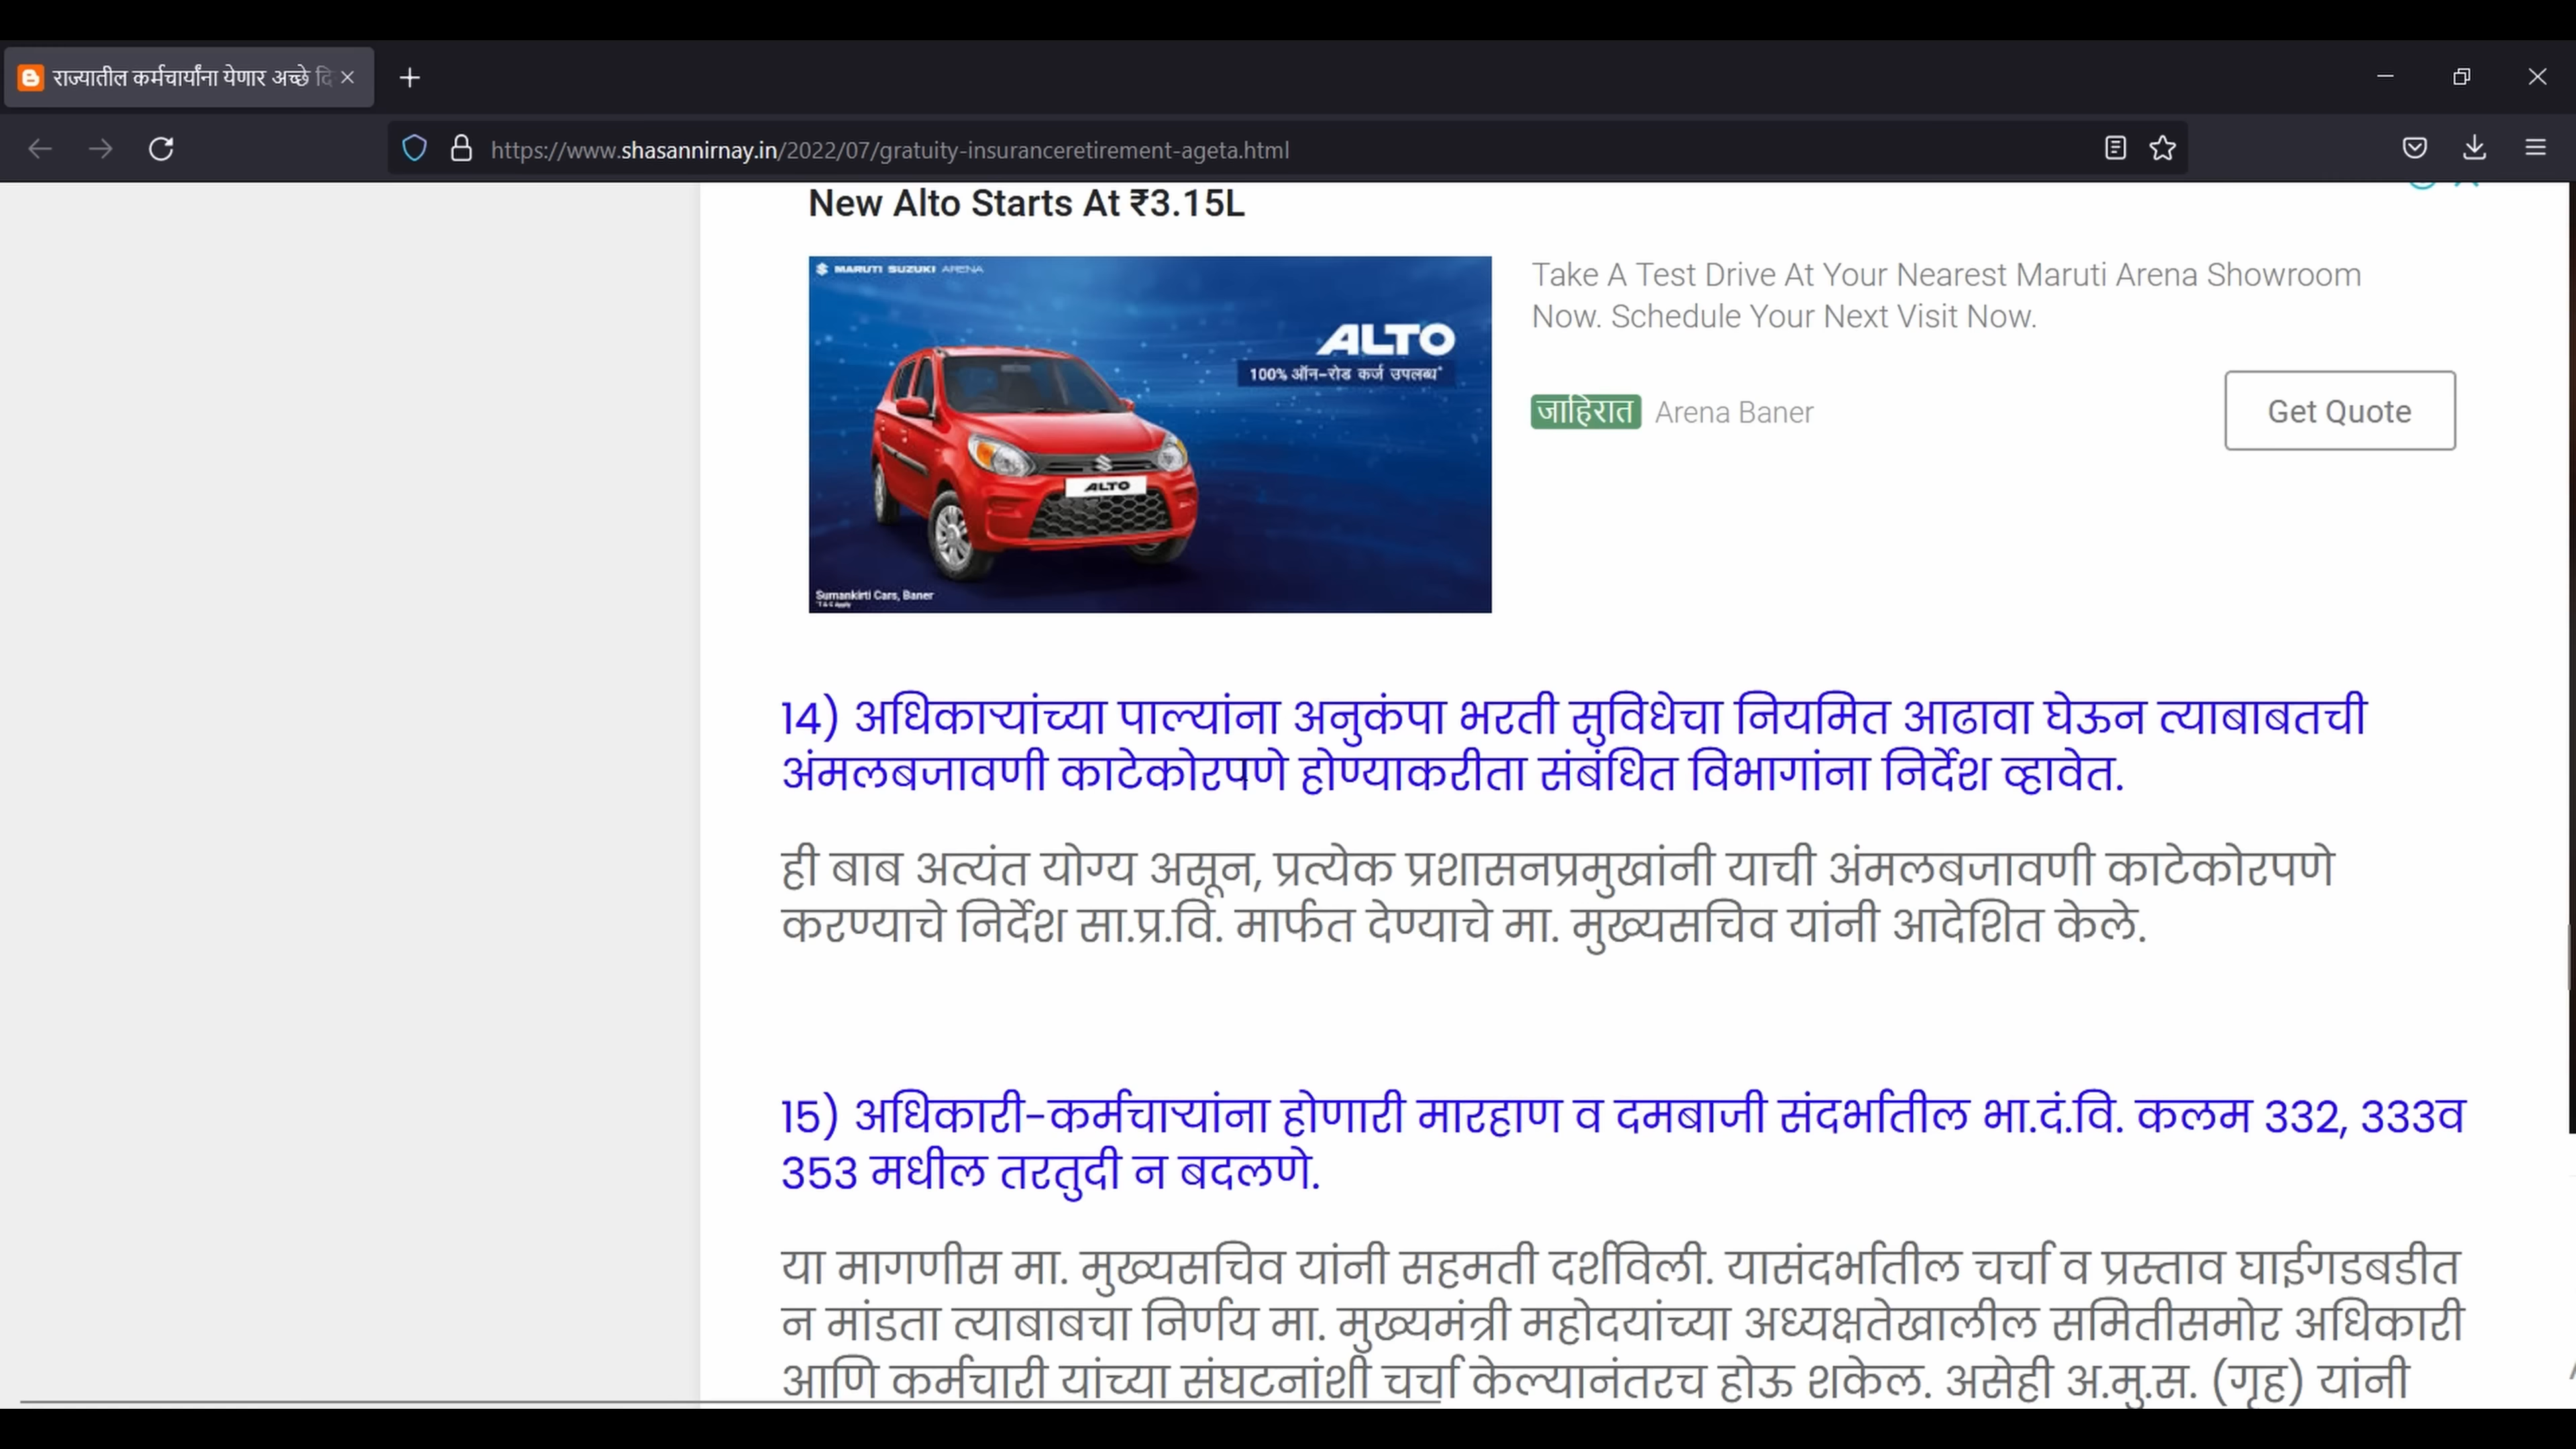 राज्यातील कर्मचार्यांना येणार अच्छे दि
https://www.shasannirnay.in/2022/07/gratuity-insuranceretirement-ageta.html
New Alto Starts At ₹3.15L
MARUTI SUZUKI ARENA
ALTO
100% ऑन-रोड कर्ज उपलब्ध*
ALTO
Sumankirti Cars, Baner
*T & C Apply
Take A Test Drive At Your Nearest Maruti Arena Showroom
Now. Schedule Your Next Visit Now.
जाहिरात Arena Baner
Get Quote
14) अधिकाऱ्यांच्या पाल्यांना अनुकंपा भरती सुविधेचा नियमित आढावा घेऊन त्याबाबतची
अंमलबजावणी काटेकोरपणे होण्याकरीता संबंधित विभागांना निर्देश व्हावेत.
ही बाब अत्यंत योग्य असून, प्रत्येक प्रशासनप्रमुखांनी याची अंमलबजावणी काटेकोरपणे
करण्याचे निर्देश सा.प्र.वि. मार्फत देण्याचे मा. मुख्यसचिव यांनी आदेशित केले.
15) अधिकारी-कर्मचाऱ्यांना होणारी मारहाण व दमबाजी संदर्भातील भा.दं.वि. कलम 332, 333व
353 मधील तरतुदी न बदलणे.
या मागणीस मा. मुख्यसचिव यांनी सहमती दर्शविली. यासंदर्भातील चर्चा व प्रस्ताव घाईगडबडीत
न मांडता त्याबाबचा निर्णय मा. मुख्यमंत्री महोदयांच्या अध्यक्षतेखालील समितीसमोर अधिकारी
आणि कर्मचारी यांच्या संघटनांशी चर्चा केल्यानंतरच होऊ शकेल. असेही अ.मु.स. (गृह) यांनी